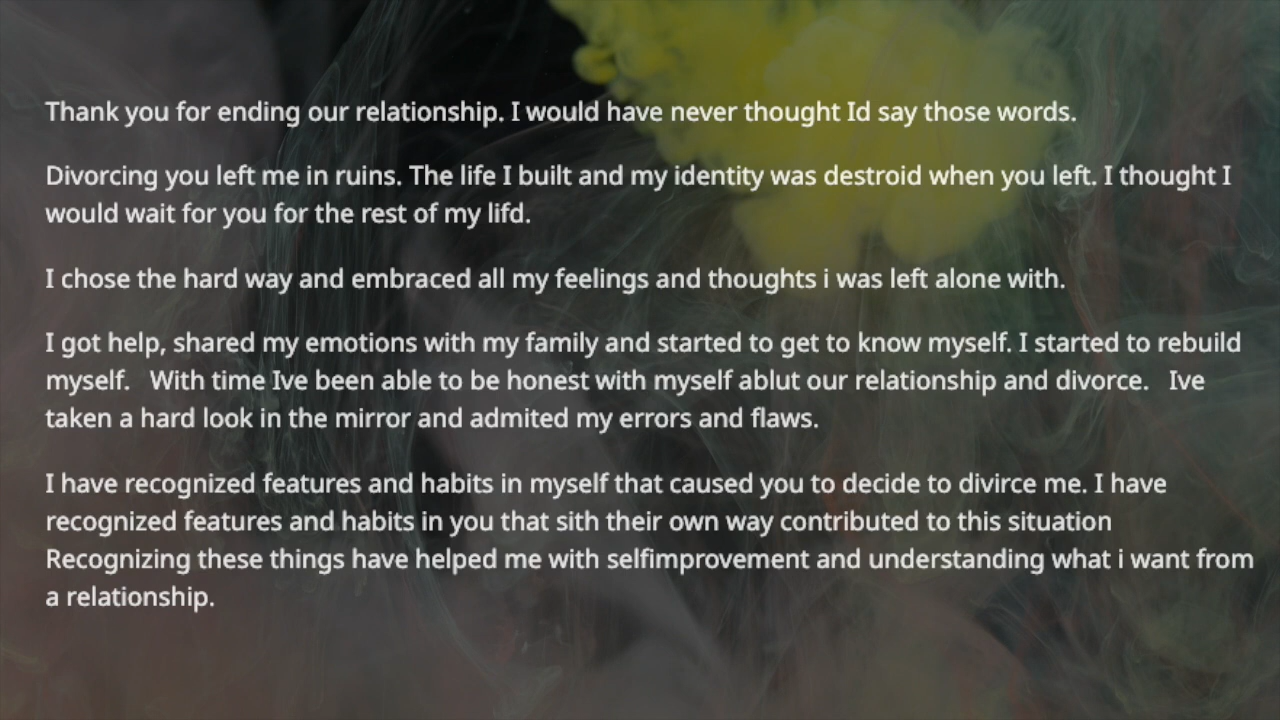 Thank you for ending our relationship. I would have never thought Id say those words.
Divorcing you left me in ruins. The life I built and my identity was destroid when you left. I thought I
would wait for you for the rest of my lifd.
I chose the hard way and embraced all my feelings and thoughts i was left alone with.
I got help, shared my emotions with my family and started to get to know myself. I started to rebuild
myself.   With time Ive been able to be honest with myself ablut our relationship and divorce.   Ive
taken a hard look in the mirror and admited my errors and flaws.
I have recognized features and habits in myself that caused you to decide to divirce me. I have
recognized features and habits in you that sith their own way contributed to this situation
Recognizing these things have helped me with selfimprovement and understanding what i want from
a relationship.